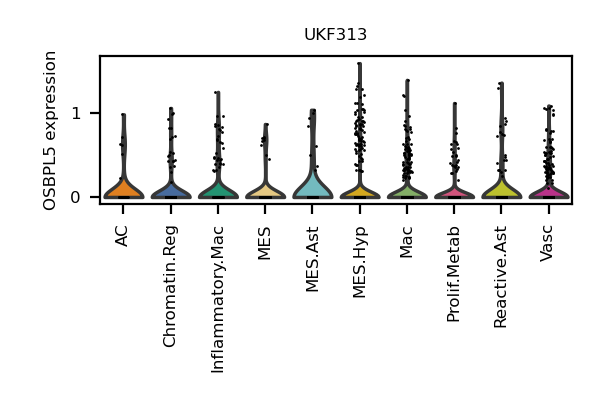 UKF313
OSBPL5 expression
1
0
AC
Chromatin.Reg
Inflammatory.Mac
MES
MES.Ast
MES.Hyp
Mac
Prolif.Metab
Reactive.Ast
Vasc